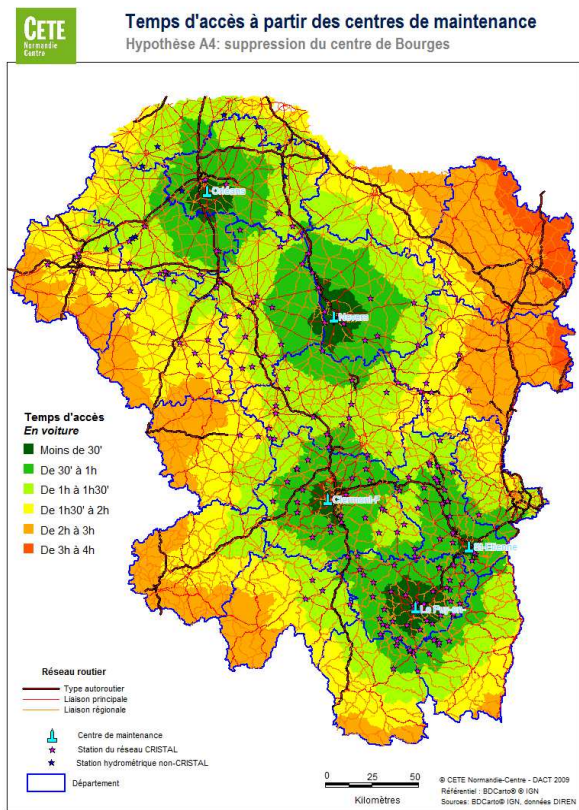 CETE
Normandie
Centre
Temps d'accès à partir des centres de maintenance
Hypothèse A4: suppression du centre de Bourges
Orléans
Nevers
Clermont-F
St-Etienne
Le Puy-en-
Temps d'accès
En voiture
Moins de 30'
De 30' à 1h
De 1h à 1h30'
De 1h30' à 2h
De 2h à 3h
De 3h à 4h
Réseau routier
Type autoroutier
Liaison principale
Liaison régionale
Centre de maintenance
Station du réseau CRISTAL
Station hydrométrique non-CRISTAL
Département
0 25 50
Kilomètres
© CETE Normandie-Centre - DACT 2009
Référentiel : BDCarto® ® IGN
Sources: BDCarto® IGN, données DIREN